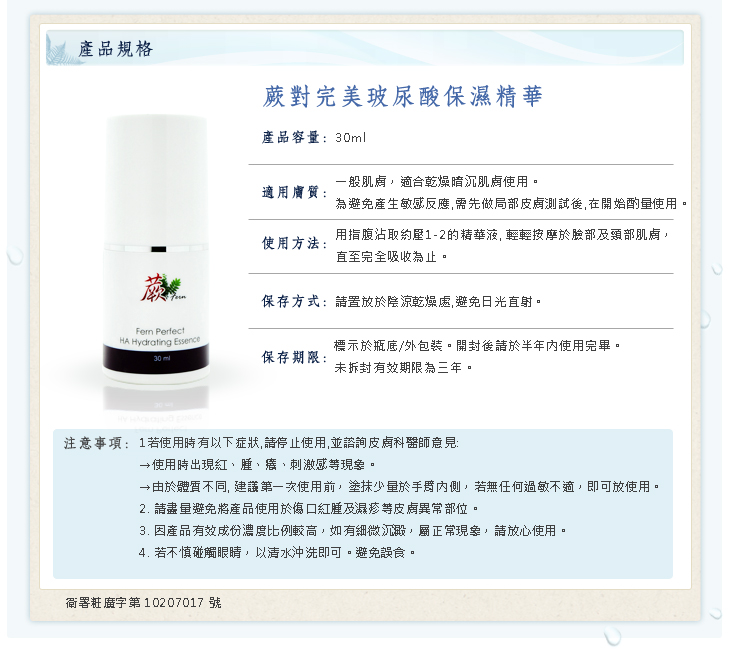 產品規格
蕨對完美玻尿酸保濕精華
產品容量: 30ml
適用膚質: 一般肌膚，適合乾燥暗沉肌膚使用。
為避免產生敏感反應,需先做局部皮膚測試後,在開始酌量使用。
使用方法: 用指腹沾取約壓1-2的精華液, 輕輕按摩於臉部及頸部肌膚，
直至完全吸收為止。
保存方式: 請置放於陰涼乾燥處,避免日光直射。
保存期限: 標示於瓶底/外包裝。開封後請於半年內使用完畢。
未拆封有效期限為三年。
蕨 Fern
Fern Perfect
HA Hydrating Essence
30 ml
注意事項: 1若使用時有以下症狀,請停止使用,並諮詢皮膚科醫師意見:
→使用時出現紅、腫、癢、刺激感等現象。
→由於體質不同, 建議第一次使用前，塗抹少量於手臂內側，若無任何過敏不適，即可放使用。
2. 請盡量避免將產品使用於傷口紅腫及濕疹等皮膚異常部位。
3. 因產品有效成份濃度比例較高，如有細微沉澱，屬正常現象，請放心使用。
4. 若不慎碰觸眼睛，以清水沖洗即可。避免誤食。
衛署粧廣字第10207017 號